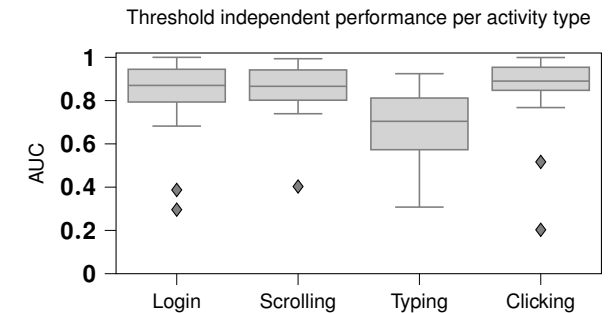 Threshold independent performance per activity type
AUC
1
0.8
0.6
0.4
0.2
0
Login Scrolling Typing Clicking